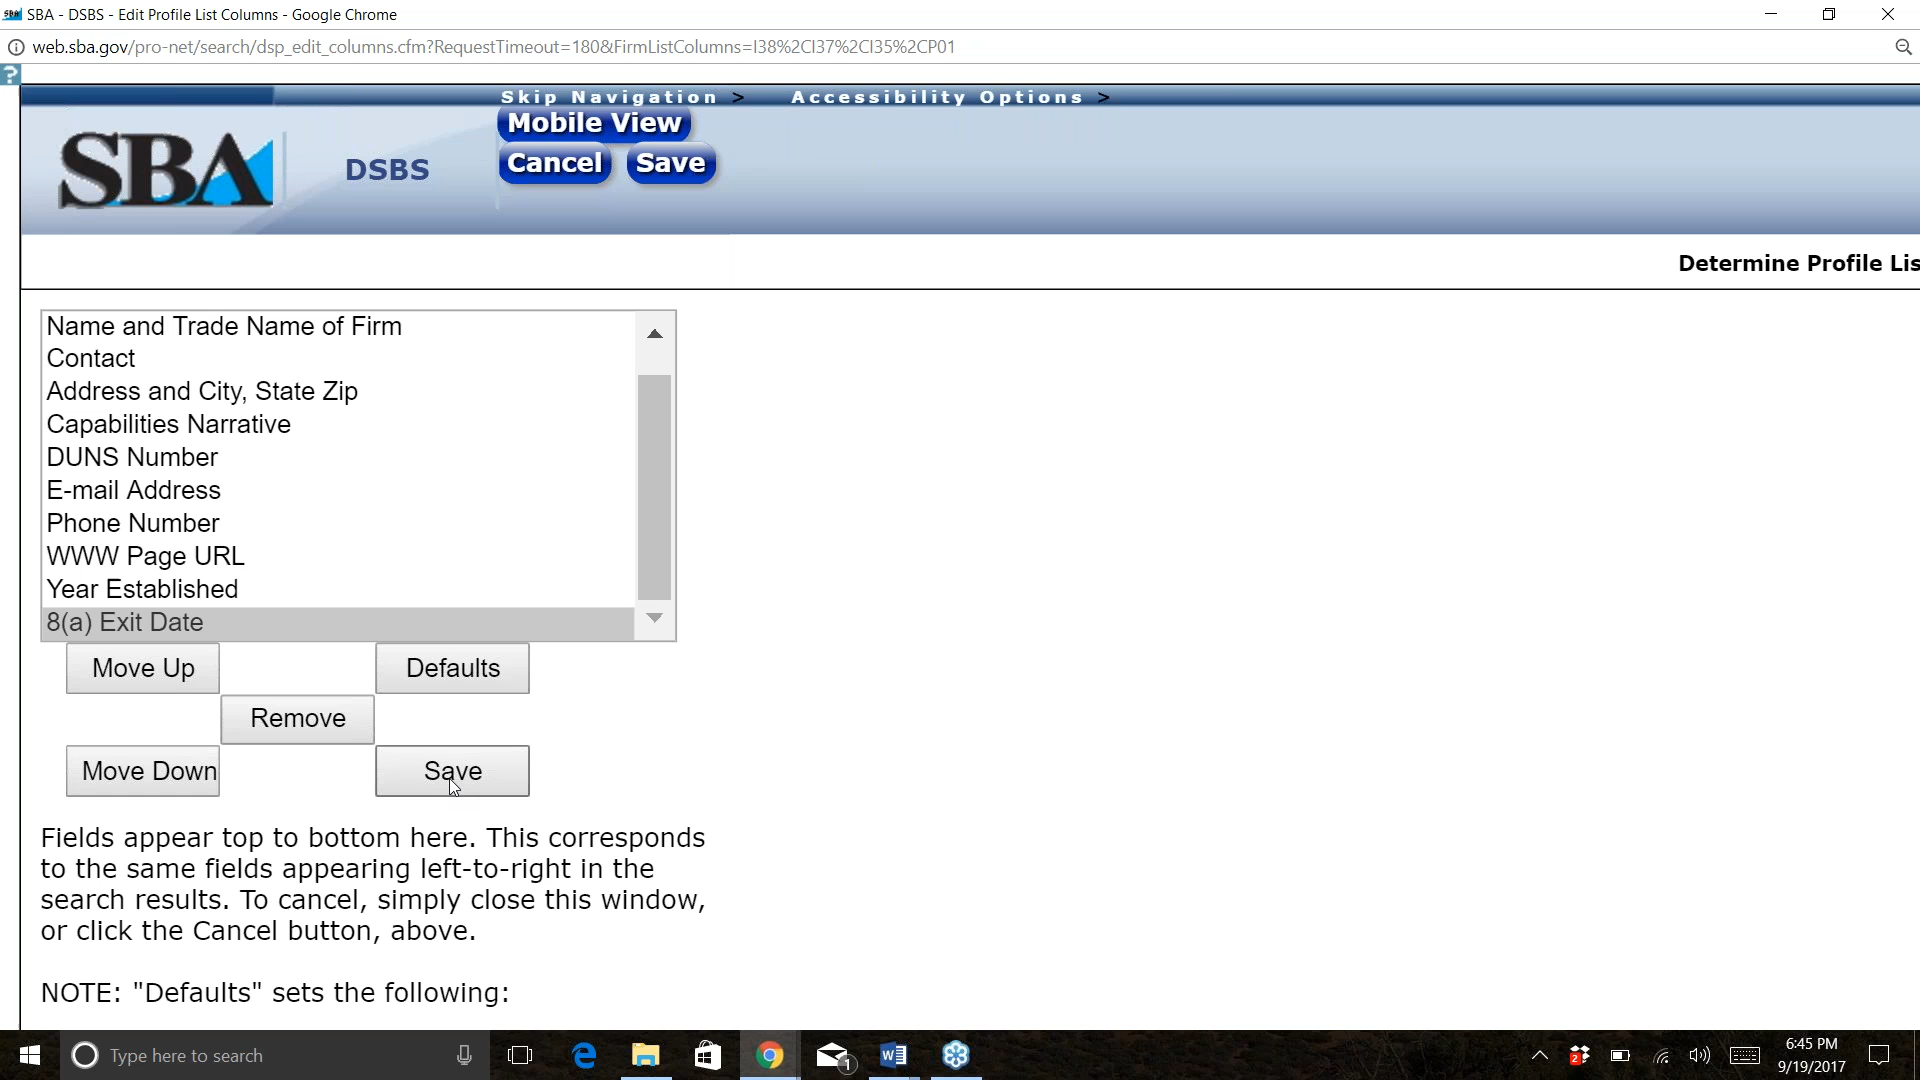 SBA - DSBS - Edit Profile List Columns - Google Chrome
web.sba.gov/pro-net/search/dsp_edit_columns.cfm?RequestTimeout=180&FirmListColumns=I38%2CI37%2CI35%2CP01
?
Skip Navigation > Accessibility Options >
Mobile View
SBA DSBS Cancel Save
Determine Profile Lis
Name and Trade Name of Firm
Contact
Address and City, State Zip
Capabilities Narrative
DUNS Number
E-mail Address
Phone Number
WWW Page URL
Year Established
8(a) Exit Date
Move Up Defaults
Remove
Move Down Save
Fields appear top to bottom here. This corresponds
to the same fields appearing left-to-right in the
search results. To cancel, simply close this window,
or click the Cancel button, above.
NOTE: "Defaults" sets the following:
Type here to search
1
2
6:45 PM
9/19/2017